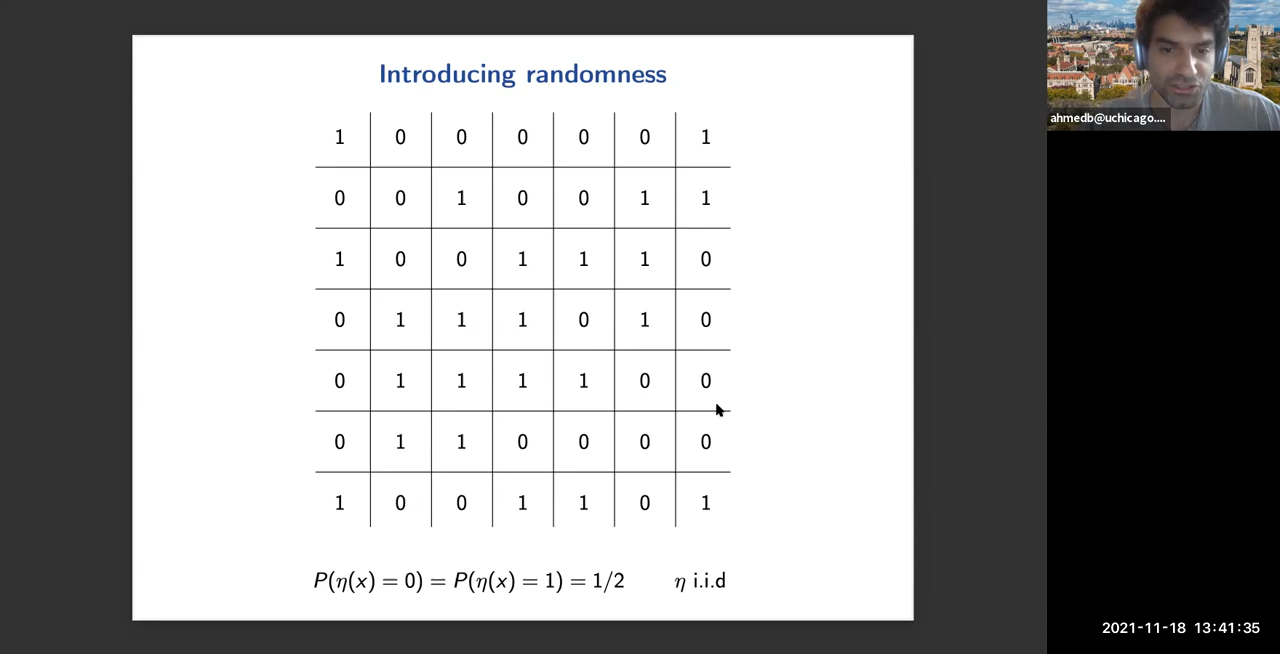 Introducing randomness
1 0 0 0 0 0 1
0 0 1 0 0 1 1
1 0 0 1 1 1 0
0 1 1 1 0 1 0
0 1 1 1 1 0 0
0 1 1 0 0 0 0
1 0 0 1 1 0 1
P(η(x) = 0) = P(η(x) = 1) = 1/2 η i.i.d
ahmedb@uchicago....
2021-11-18 13:41:35